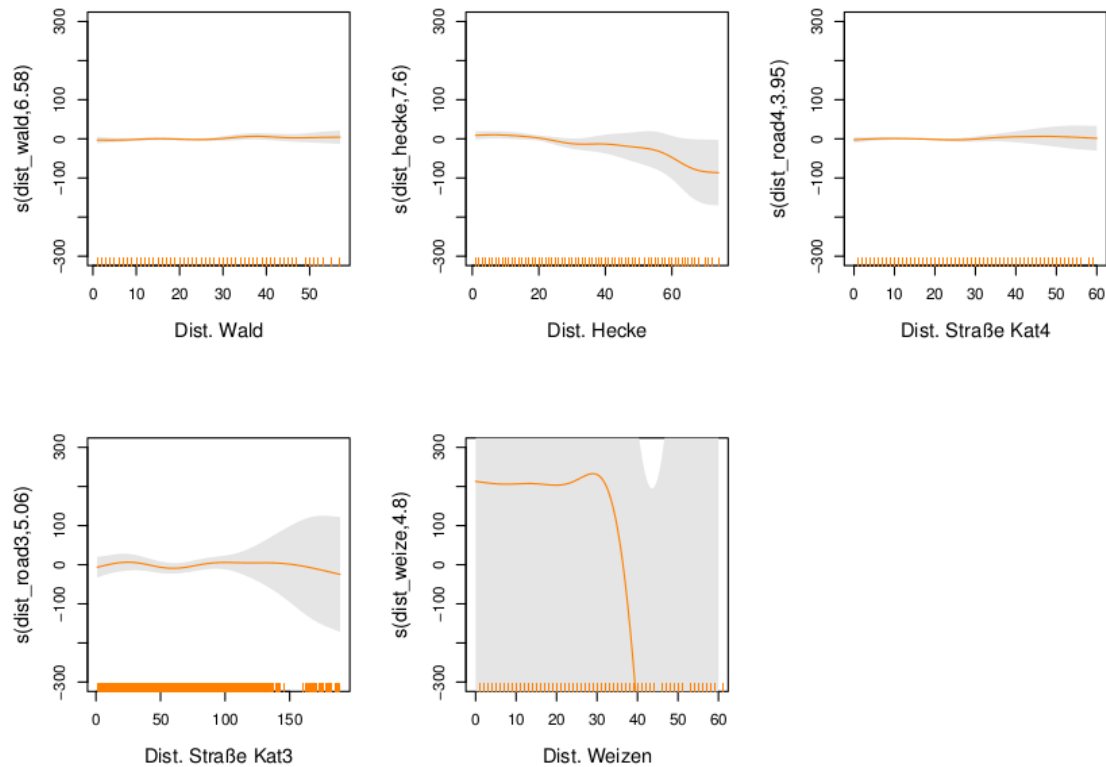 s(dist_wald,6.58)
300
100
0
-100
-300
0 10 20 30 40 50
Dist. Wald
s(dist_hecke,7.6)
300
100
0
-100
-300
0 20 40 60
Dist. Hecke
s(dist_road4,3.95)
300
100
0
-100
-300
0 10 20 30 40 50 60
Dist. Straße Kat4
s(dist_road3,5.06)
300
100
0
-100
-300
0 50 100 150
Dist. Straße Kat3
s(dist_weize,4.8)
300
100
0
-100
-300
0 10 20 30 40 50 60
Dist. Weizen